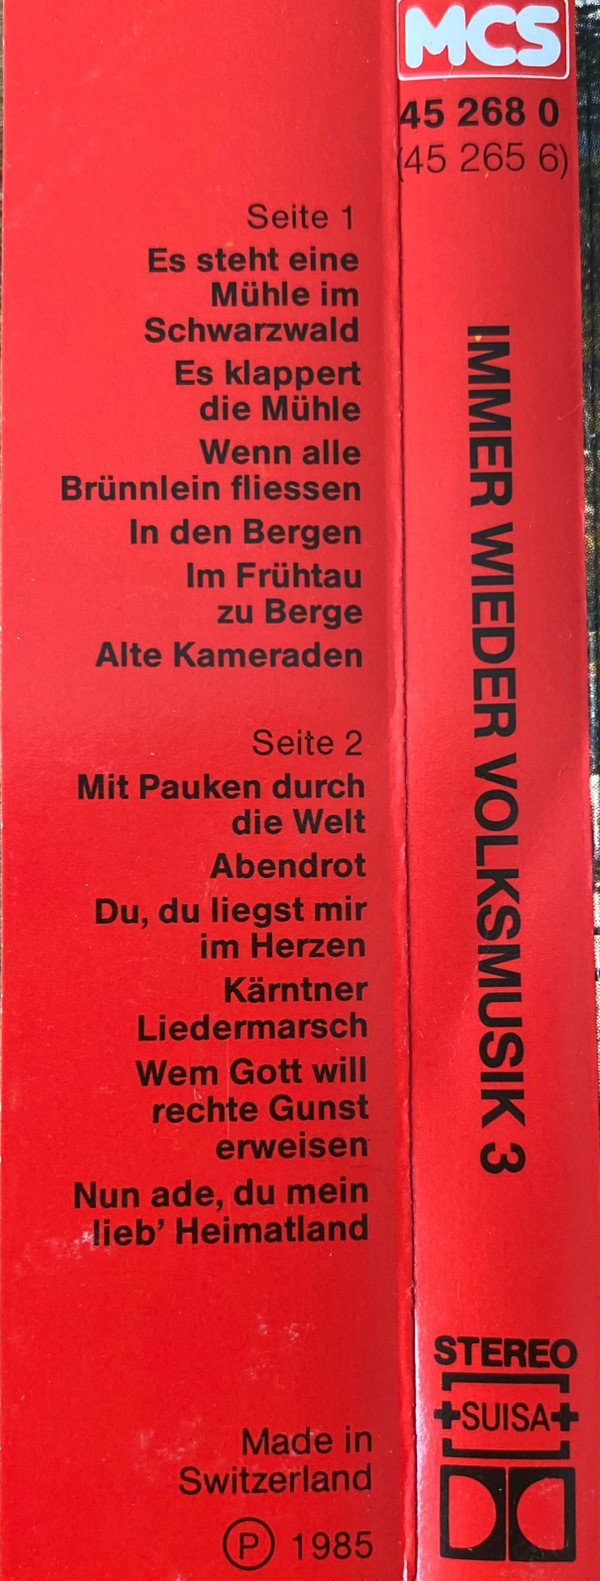 Seite 1
Es steht eine
Mühle im
Schwarzwald
Es klappert
die Mühle
Wenn alle
Brünnlein fliessen
In den Bergen
Im Frühtau
zu Berge
Alte Kameraden
Seite 2
Mit Pauken durch
die Welt
Abendrot
Du, du liegst mir
im Herzen
Kärntner
Liedermarsch
Wem Gott will
rechte Gunst
erweisen
Nun ade, du mein
lieb' Heimatland
Made in
Switzerland
Ⓟ 1985
MCS
45 268 0
(45 265 6)
IMMER WIEDER VOLKSMUSIK 3
STEREO
+SUISA+